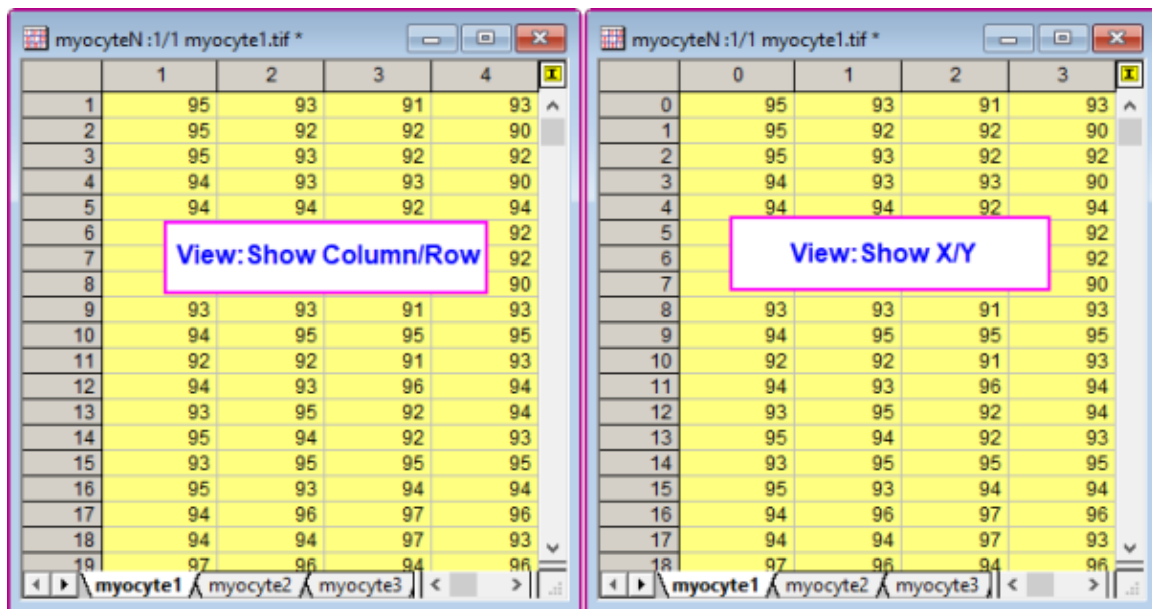 myocyteN :1/1 myocyte1.tif *
1 2 3 4
1 95 93 91 93
2 95 92 92 90
3 95 93 92 92
4 94 93 93 90
5 94 94 92 94
6 92
7 92
8 90
View: Show Column/Row
9 93 93 91 93
10 94 95 95 95
11 92 92 91 93
12 94 93 96 94
13 93 95 92 94
14 95 94 92 93
15 93 95 95 95
16 95 93 94 94
17 94 96 97 96
18 94 94 97 93
19 97 96 94 96
myocyte1 myocyte2 myocyte3
myocyteN :1/1 myocyte1.tif *
0 1 2 3
0 95 93 91 93
1 95 92 92 90
2 95 93 92 92
3 94 93 93 90
4 94 94 92 94
5 92
6 92
7 90
View: Show X/Y
8 93 93 91 93
9 94 95 95 95
10 92 92 91 93
11 94 93 96 94
12 93 95 92 94
13 95 94 92 93
14 93 95 95 95
15 95 93 94 94
16 94 96 97 96
17 94 94 97 93
18 97 96 94 96
myocyte1 myocyte2 myocyte3